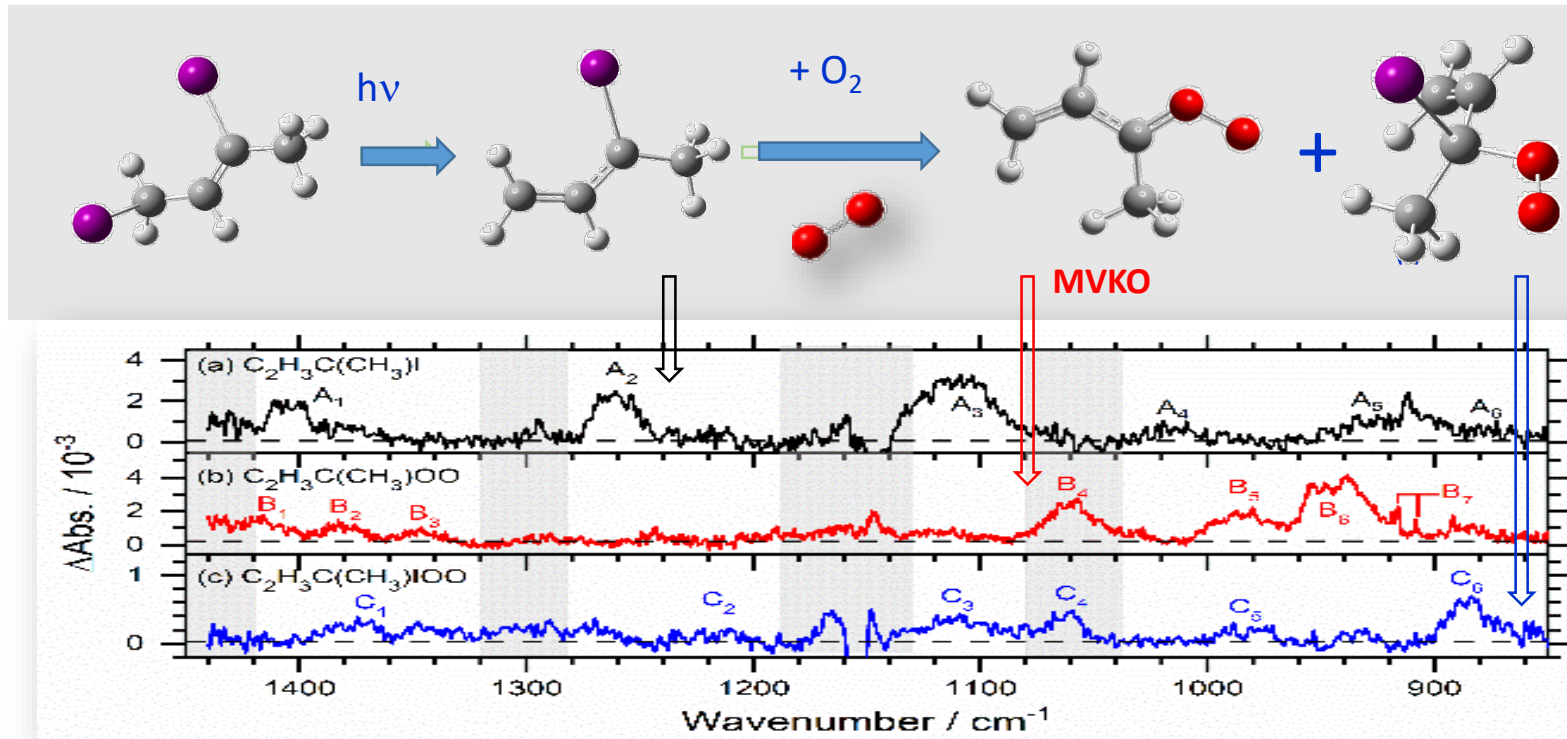 hν
+ O₂
+
MVKO
(a) C₂H₃C(CH₃)I
A₁
A₂
A₃
A₄
A₅
A₆
(b) C₂H₃C(CH₃)OO
B₁
B₂
B₃
B₄
B₅
B₆
B₇
(c) C₂H₃C(CH₃)IOO
C₁
C₂
C₃
C₄
C₅
C₆
4
2
0
4
2
0
1
0
ΔAbs. / 10⁻³
1400 1300 1200 1100 1000 900
Wavenumber / cm⁻¹